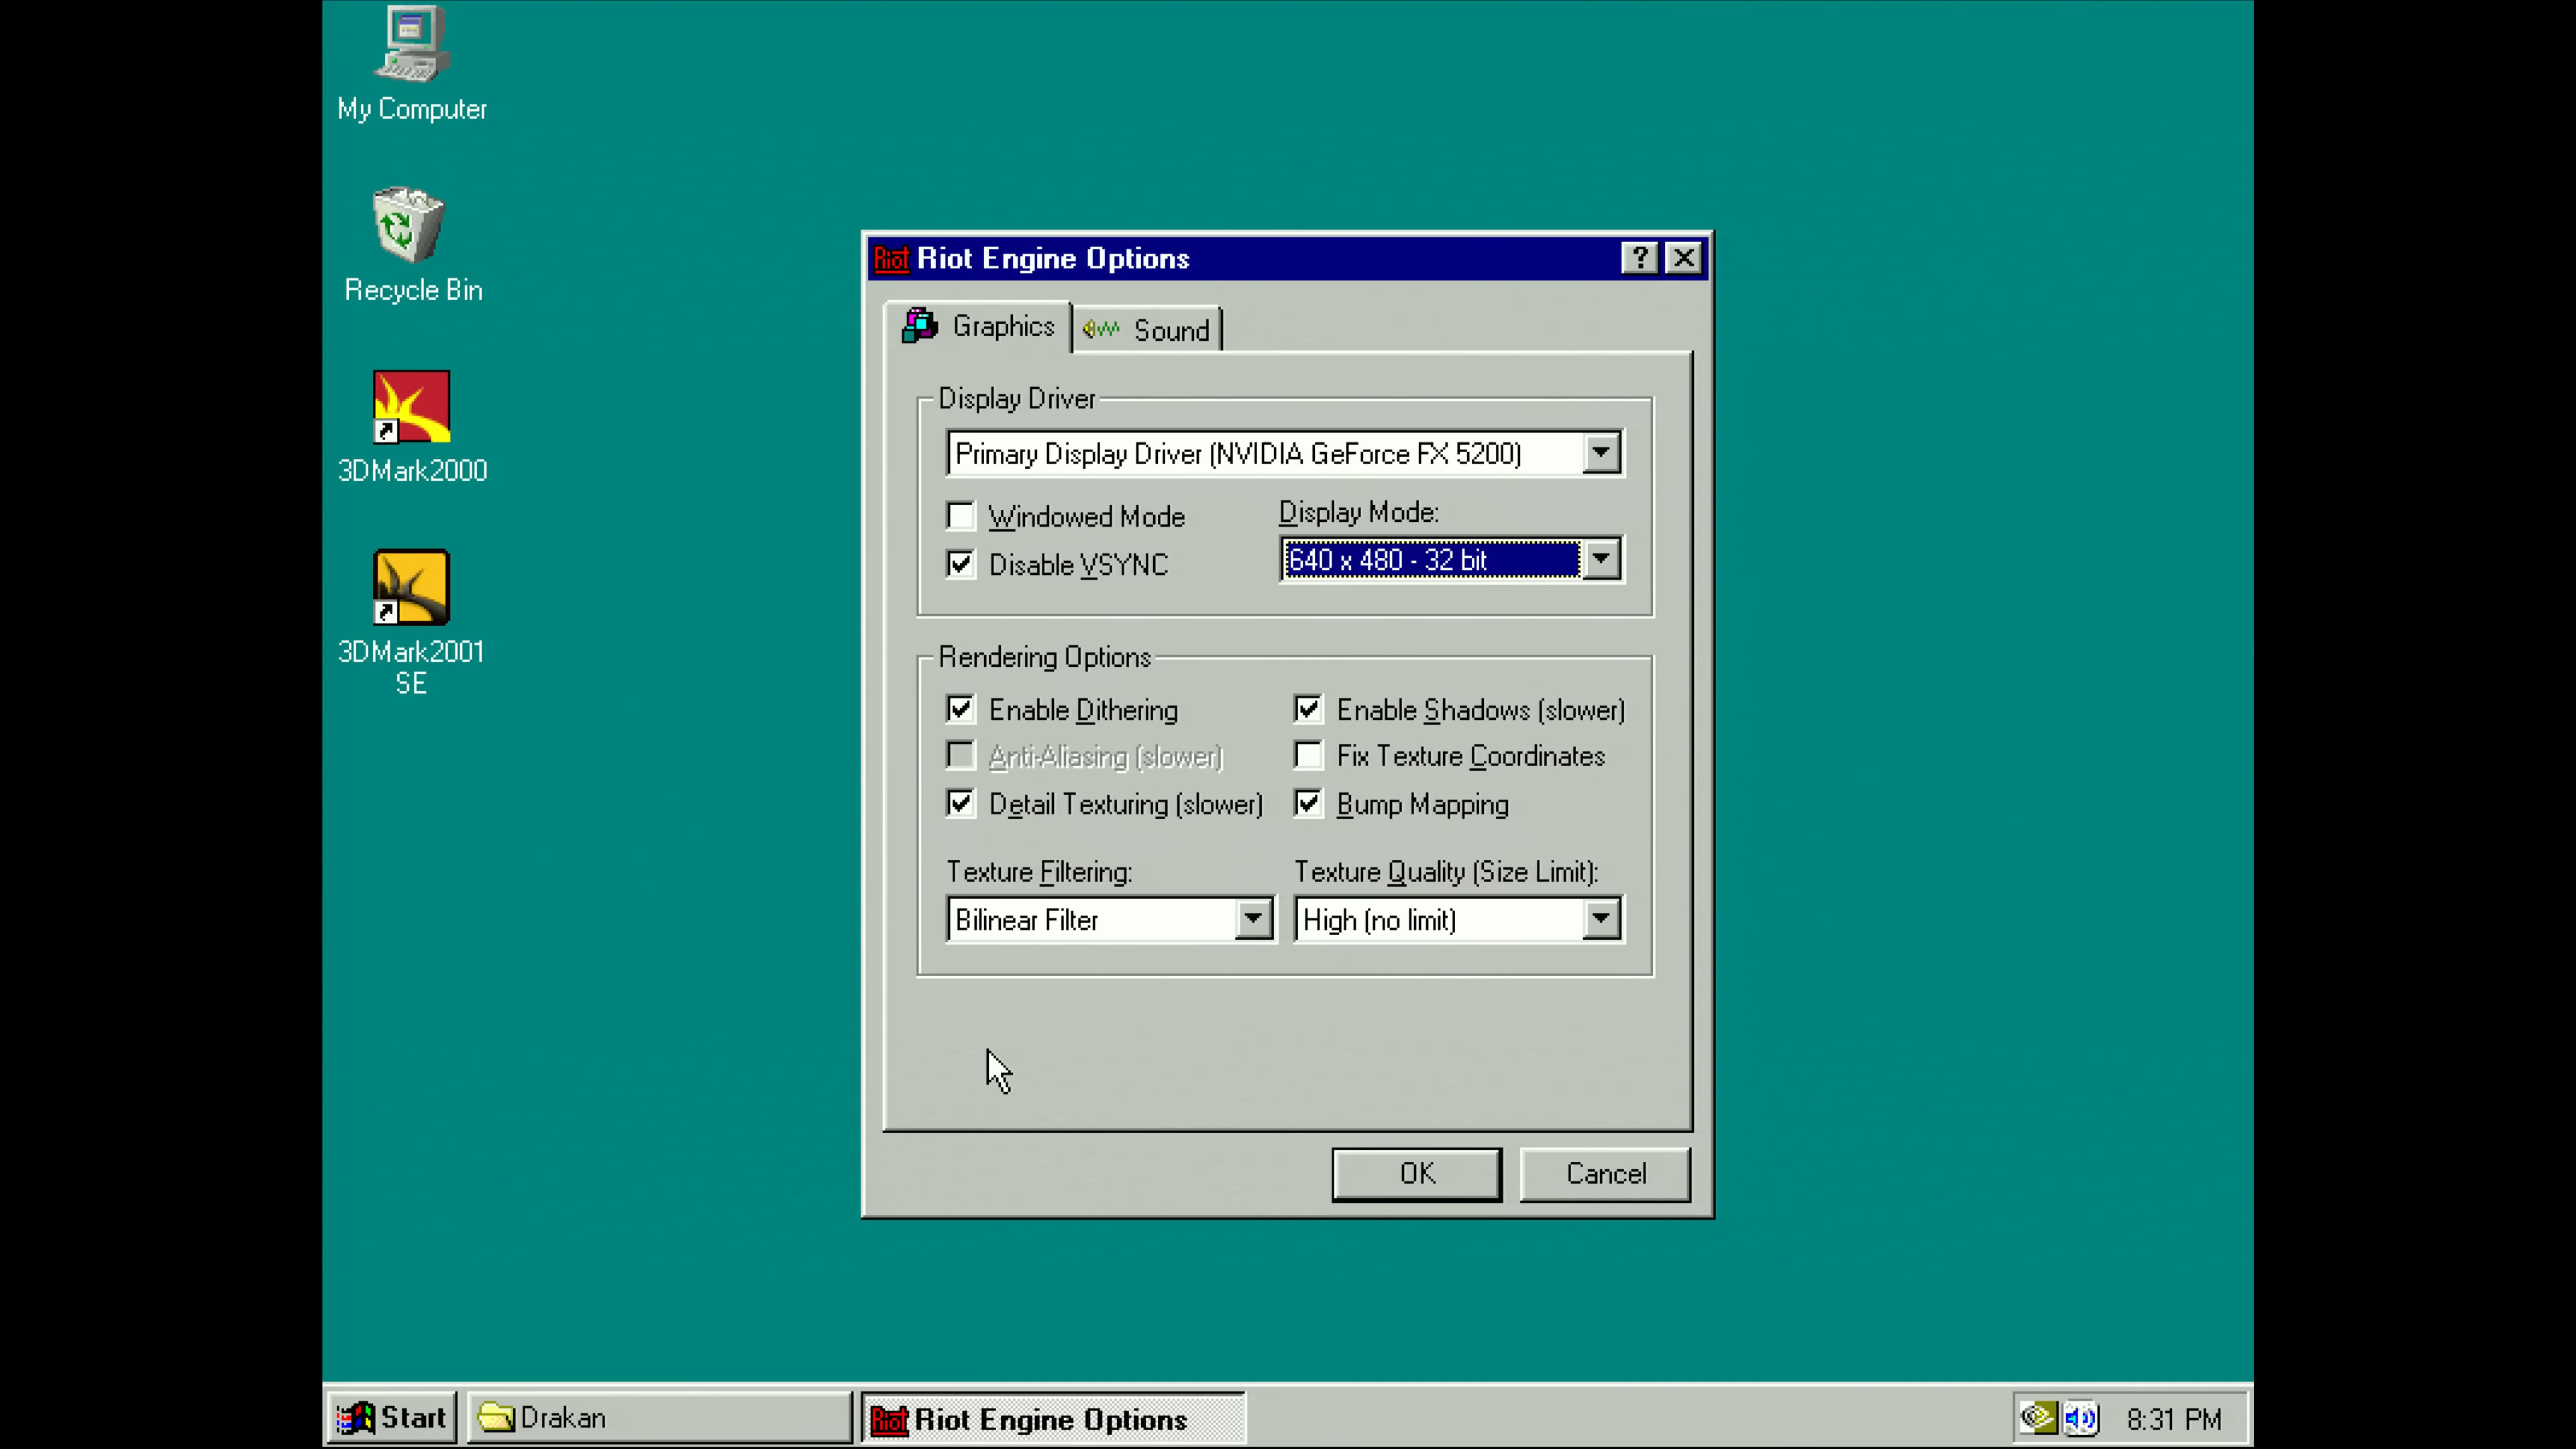 My Computer
Recycle Bin
3DMark2000
3DMark2001
SE
Riot Riot Engine Options
Graphics
Sound
Display Driver
Primary Display Driver (NVIDIA GeForce FX 5200)
Windowed Mode
Display Mode:
Disable VSYNC
640 x 480 - 32 bit
Rendering Options
Enable Dithering
Enable Shadows (slower)
Anti-Aliasing (slower)
Fix Texture Coordinates
Detail Texturing (slower)
Bump Mapping
Texture Filtering:
Texture Quality (Size Limit):
Bilinear Filter
High (no limit)
OK
Cancel
Start
Drakan
Riot Riot Engine Options
8:31 PM